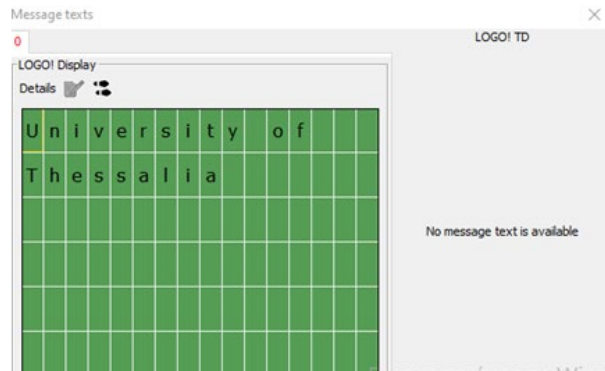 Message texts
0
LOGO! TD
LOGO! Display
Details
University of
Thessalia
No message text is available